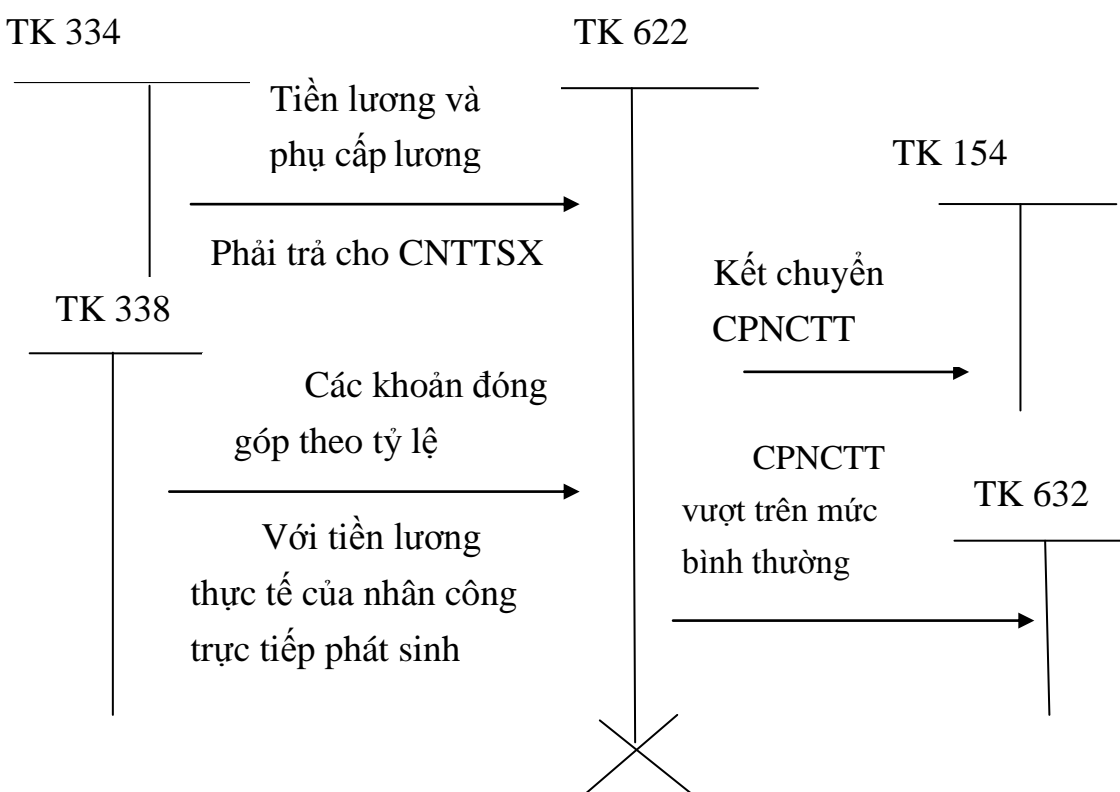 TK 334
TK 622
Tiền lương và
phụ cấp lương
TK 154
Phải trả cho CNTTSX
Kết chuyển
CPNCTT
TK 338
Các khoản đóng
góp theo tỷ lệ
CPNCTT
vượt trên mức
bình thường
TK 632
Với tiền lương
thực tế của nhân công
trực tiếp phát sinh